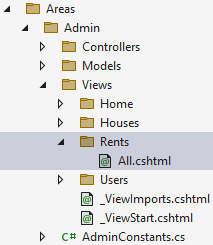 Areas
Admin
Controllers
Models
Views
Home
Houses
Rents
All.cshtml
Users
_ViewImports.cshtml
_ViewStart.cshtml
C# AdminConstants.cs